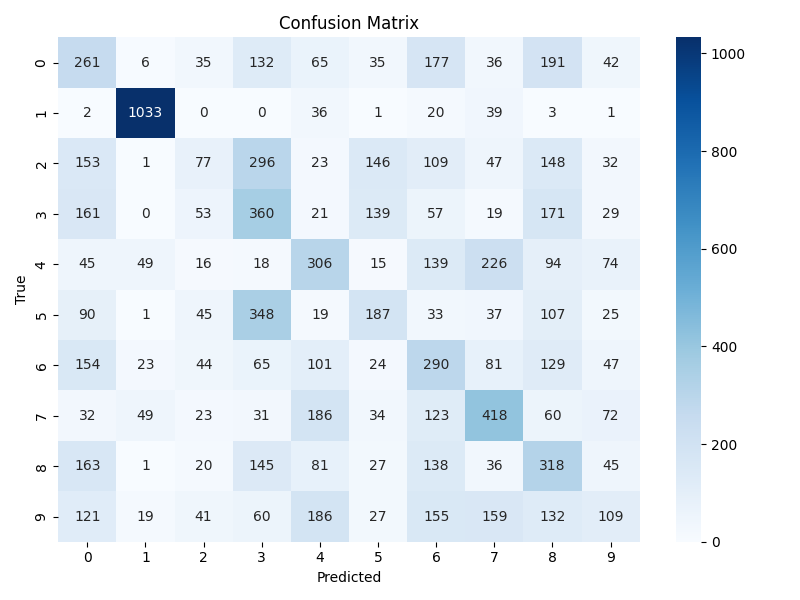 Confusion Matrix
0 261 6 35 132 65 35 177 36 191 42
1 2 1033 0 0 36 1 20 39 3 1
2 153 1 77 296 23 146 109 47 148 32
3 161 0 53 360 21 139 57 19 171 29
4 45 49 16 18 306 15 139 226 94 74
5 90 1 45 348 19 187 33 37 107 25
6 154 23 44 65 101 24 290 81 129 47
7 32 49 23 31 186 34 123 418 60 72
8 163 1 20 145 81 27 138 36 318 45
9 121 19 41 60 186 27 155 159 132 109
0 1 2 3 4 5 6 7 8 9
Predicted
True
1000
800
600
400
200
0